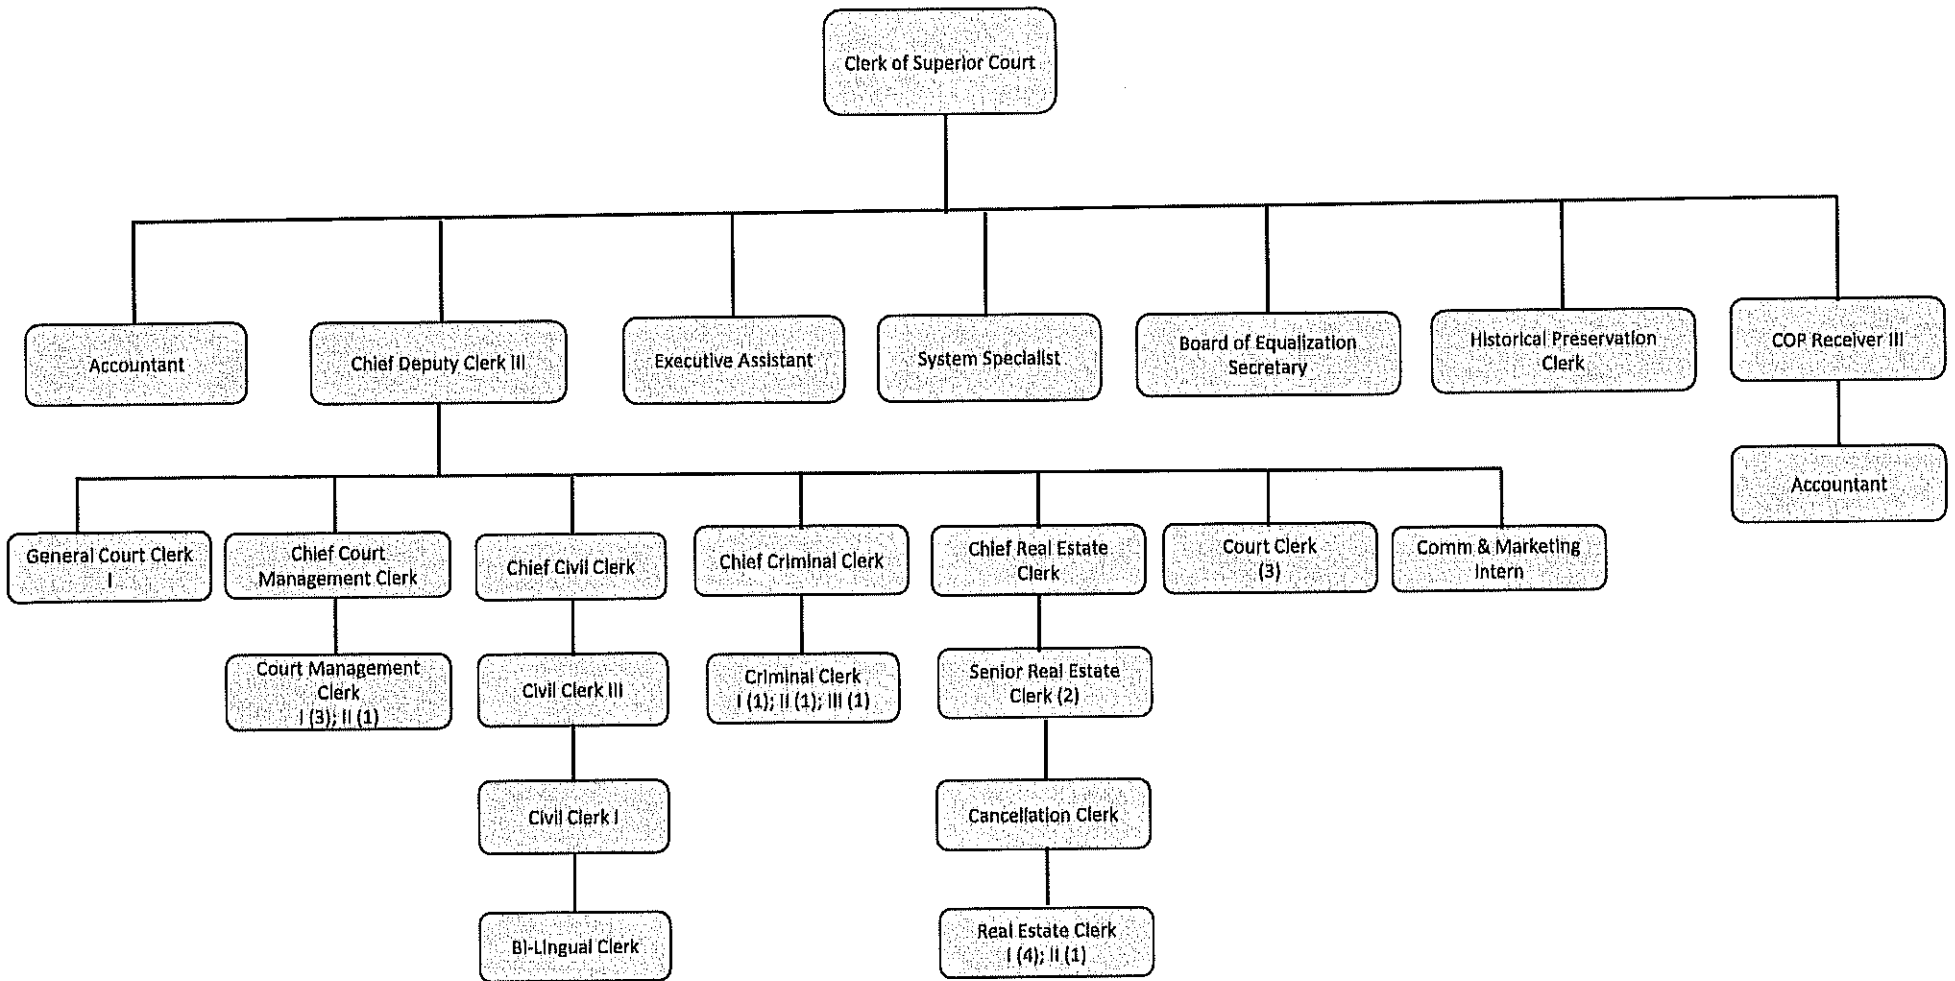 Clerk of Superior Court
Accountant
Chief Deputy Clerk III
Executive Assistant
System Specialist
Board of Equalization
Secretary
Historical Preservation
Clerk
COP Receiver III
Accountant
General Court Clerk
I
Chief Court
Management Clerk
Chief Civil Clerk
Chief Criminal Clerk
Chief Real Estate
Clerk
Court Clerk
(3)
Comm & Marketing
Intern
Court Management
Clerk
I (3); II (1)
Civil Clerk III
Criminal Clerk
I (1); II (1); III (1)
Senior Real Estate
Clerk (2)
Civil Clerk I
Cancellation Clerk
Bi-Lingual Clerk
Real Estate Clerk
I (4); II (1)